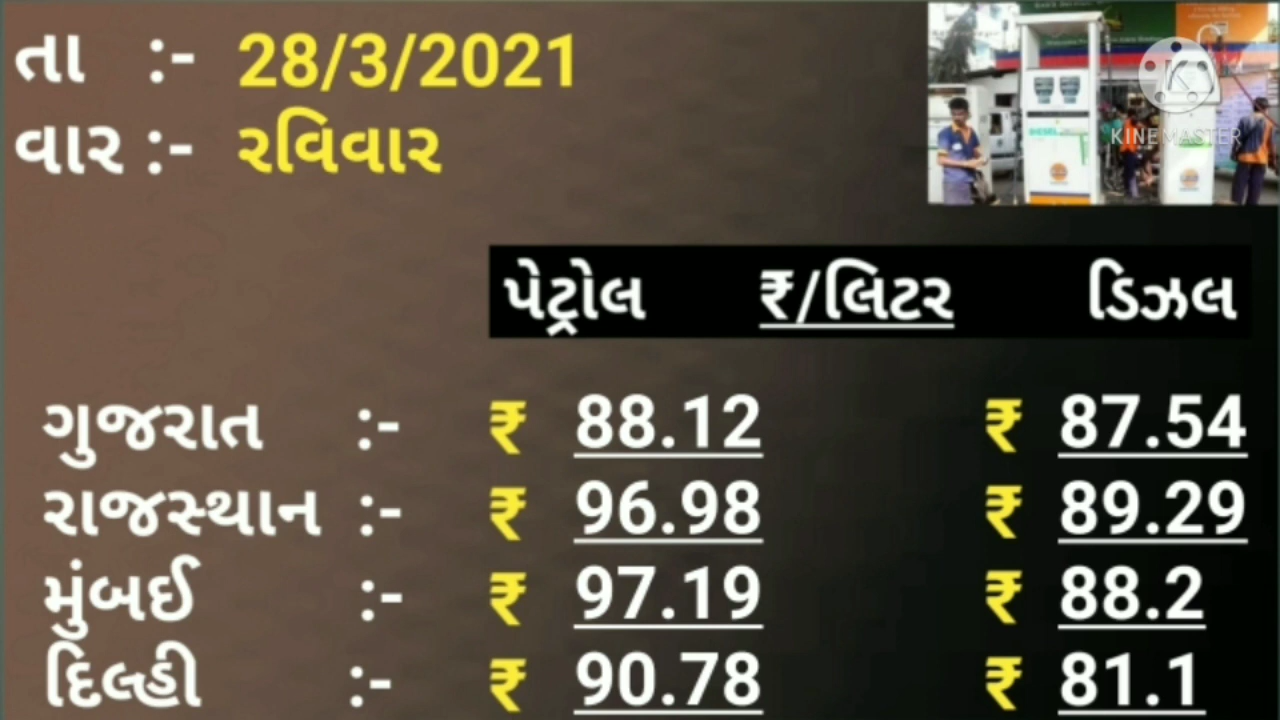 તા :- 28/3/2021
વાર :- રવિવાર
KINEMASTER
DIESEL
પેટ્રોલ ₹/લિટર ડિઝલ
ગુજરાત :- ₹ 88.12 ₹ 87.54
રાજસ્થાન :- ₹ 96.98 ₹ 89.29
મુંબઈ :- ₹ 97.19 ₹ 88.2
દિલ્હી :- ₹ 90.78 ₹ 81.1